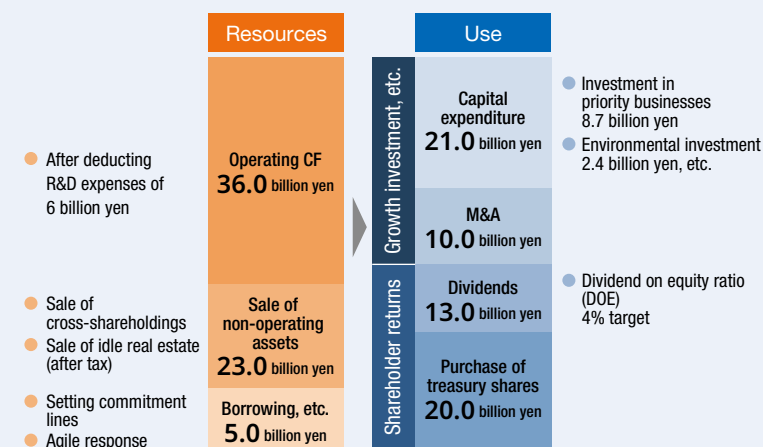 Resources
After deducting
R&D expenses of
6 billion yen
Operating CF
36.0 billion yen
Sale of
cross-shareholdings
Sale of idle real estate
(after tax)
Sale of
non-operating
assets
23.0 billion yen
Setting commitment
lines
Agile response
Borrowing, etc.
5.0 billion yen
Use
Growth investment, etc.
Capital
expenditure
21.0 billion yen
Investment in
priority businesses
8.7 billion yen
Environmental investment
2.4 billion yen, etc.
M&A
10.0 billion yen
Shareholder returns
Dividends
13.0 billion yen
Dividend on equity ratio
(DOE)
4% target
Purchase of
treasury shares
20.0 billion yen